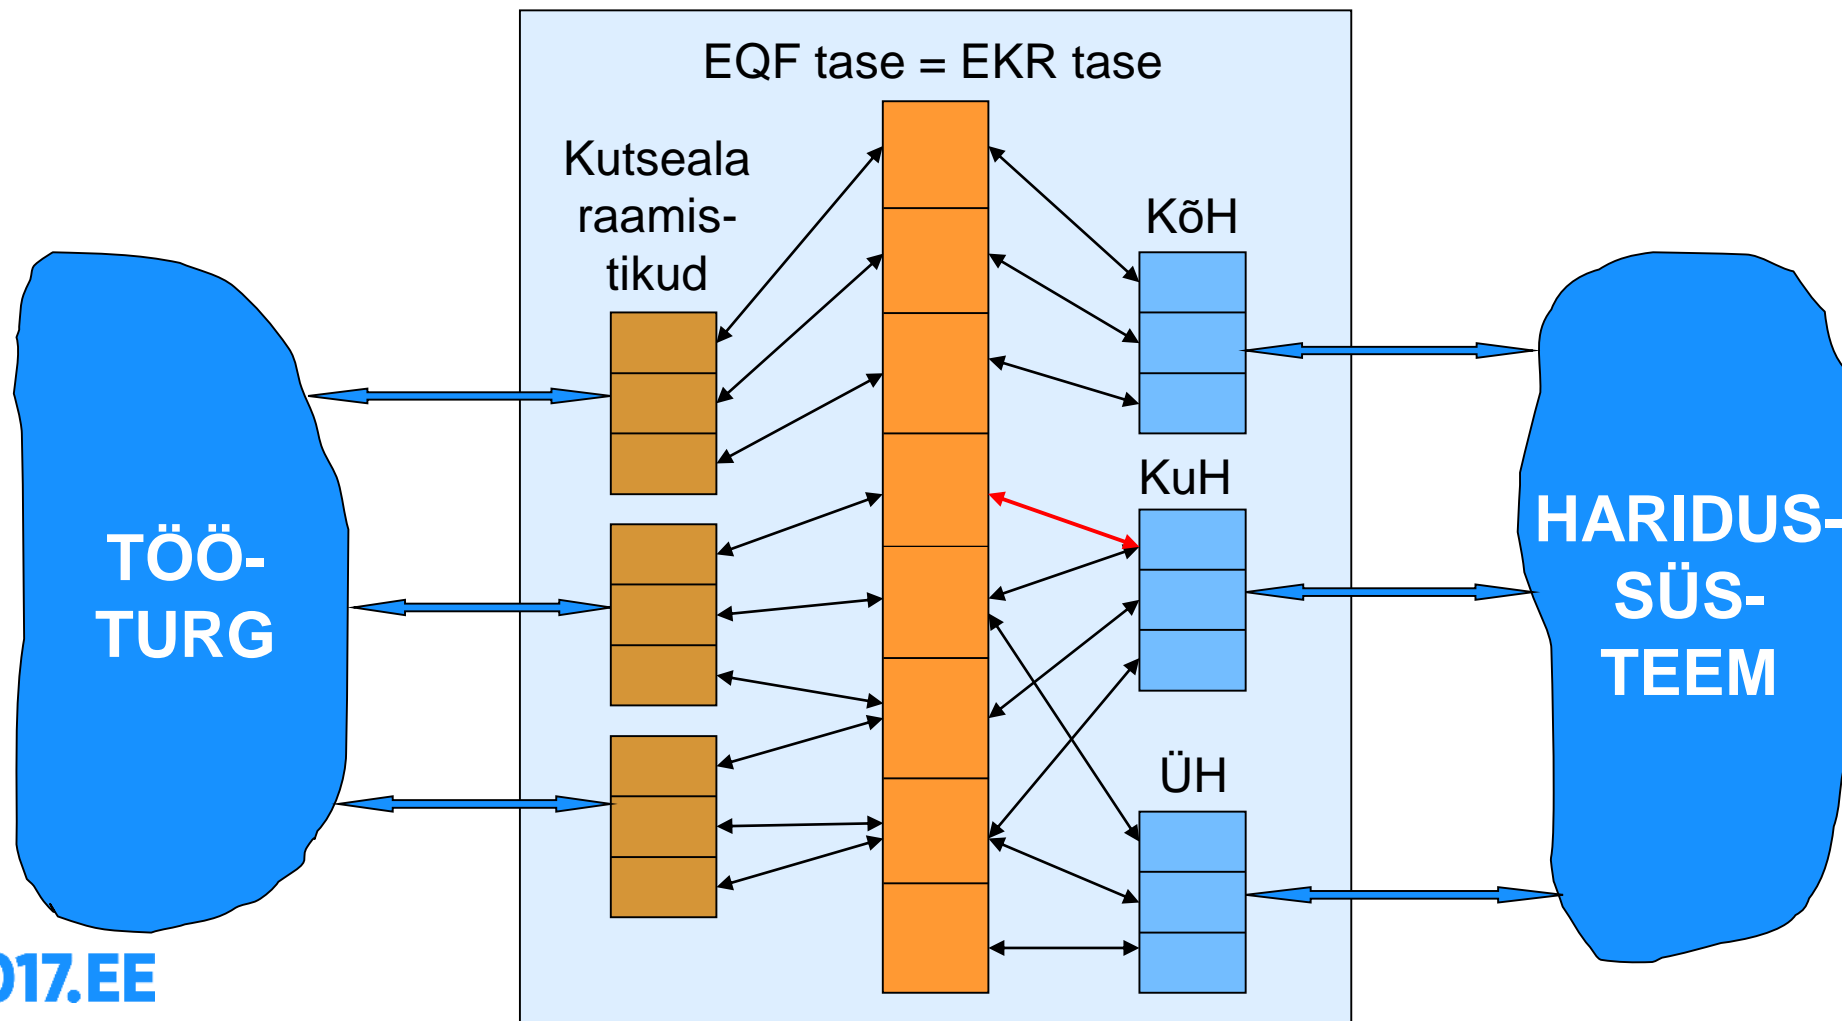 EQF tase = EKR tase
Kutseala
raamis-
tikud
KõH
KuH
ÜH
TÖÖ-
TURG
HARIDUS-
SÜS-
TEEM
017.EE